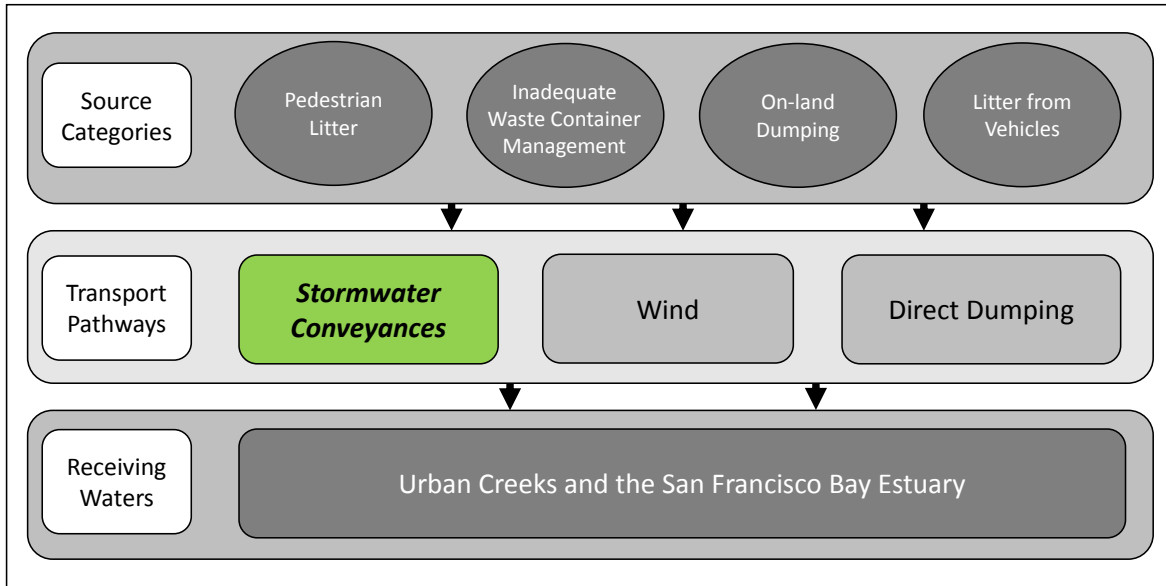 Source
Categories
Pedestrian
Litter
Inadequate
Waste Container
Management
On-land
Dumping
Litter from
Vehicles
Transport
Pathways
Stormwater
Conveyances
Wind
Direct Dumping
Receiving
Waters
Urban Creeks and the San Francisco Bay Estuary